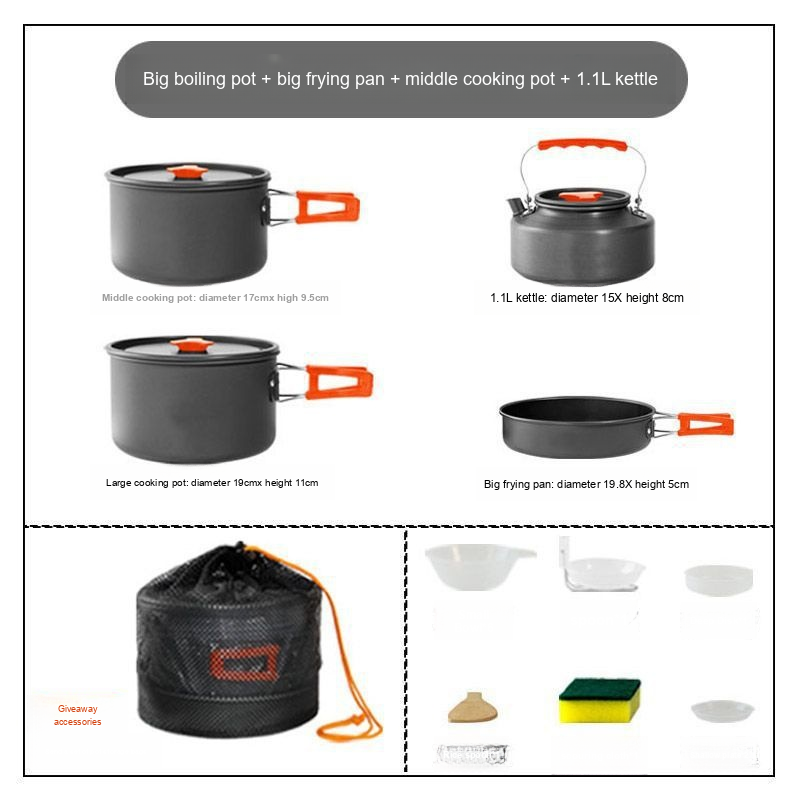 Big boiling pot + big frying pan + middle cooking pot + 1.1L kettle
Middle cooking pot: diameter 17cmx high 9.5cm
1.1L kettle: diameter 15X height 8cm
Large cooking pot: diameter 19cmx height 11cm
Big frying pan: diameter 19.8X height 5cm
Giveaway
accessories